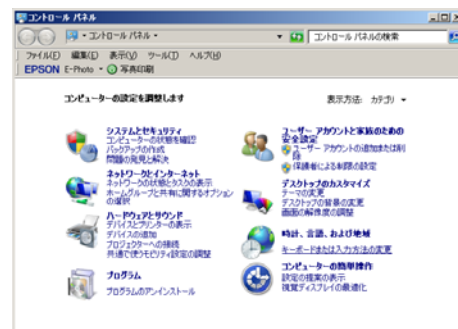 コントロール パネル
コントロール パネル
コントロール パネルの検索
ファイル(F) 編集(E) 表示(V) ツール(T) ヘルプ(H)
EPSON E-Photo 写真印刷
コンピューターの設定を調整します
表示方法: カテゴリ
システムとセキュリティ
コンピューターの状態を確認
バックアップの作成
問題の発見と解決
ネットワークとインターネット
ネットワークの状態とタスクの表示
ホームグループと共有に関するオプション
の選択
ハードウェアとサウンド
デバイスとプリンターの表示
デバイスの追加
プロジェクターへの接続
共通で使うモビリティ設定の調整
プログラム
プログラムのアンインストール
ユーザー アカウントと家族のための
安全設定
ユーザー アカウントの追加または削
除
保護者による制限の設定
デスクトップのカスタマイズ
テーマの変更
デスクトップの背景の変更
画面の解像度の調整
時計、言語、および地域
キーボードまたは入力方法の変更
コンピューターの簡単操作
設定の提案の表示
視覚ディスプレイの最適化